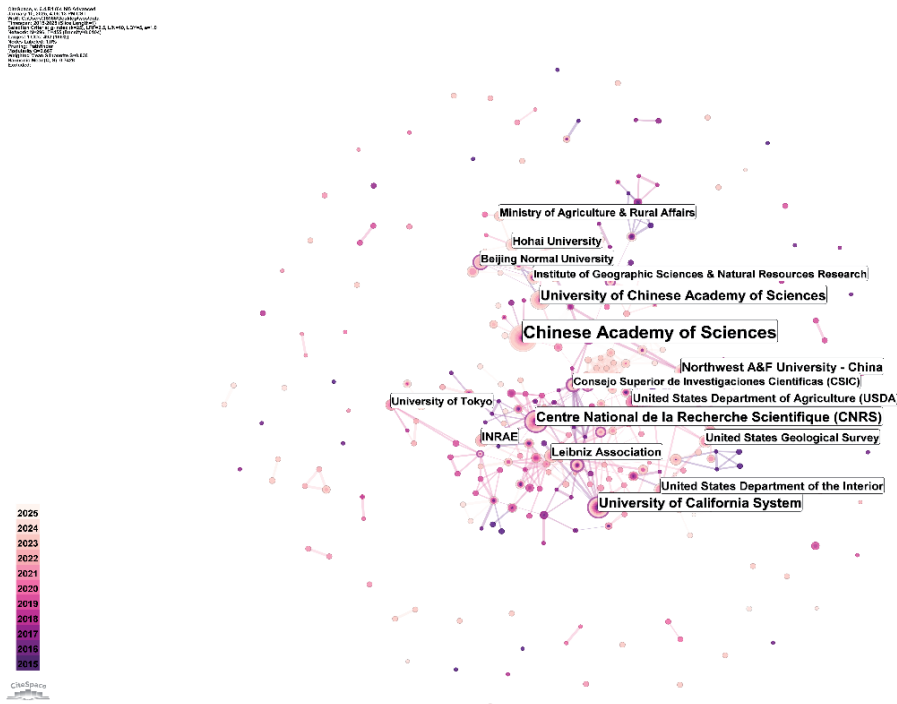 Ministry of Agriculture & Rural Affairs
Hohai University
Beijing Normal University
Institute of Geographic Sciences & Natural Resources Research
University of Chinese Academy of Sciences
Chinese Academy of Sciences
Northwest A&F University - China
Consejo Superior de Investigaciones Cientificas (CSIC)
United States Department of Agriculture (USDA)
University of Tokyo
Centre National de la Recherche Scientifique (CNRS)
INRAE
United States Geological Survey
Leibniz Association
United States Department of the Interior
University of California System
2025
2024
2023
2022
2021
2020
2019
2018
2017
2016
2015
CiteSpace